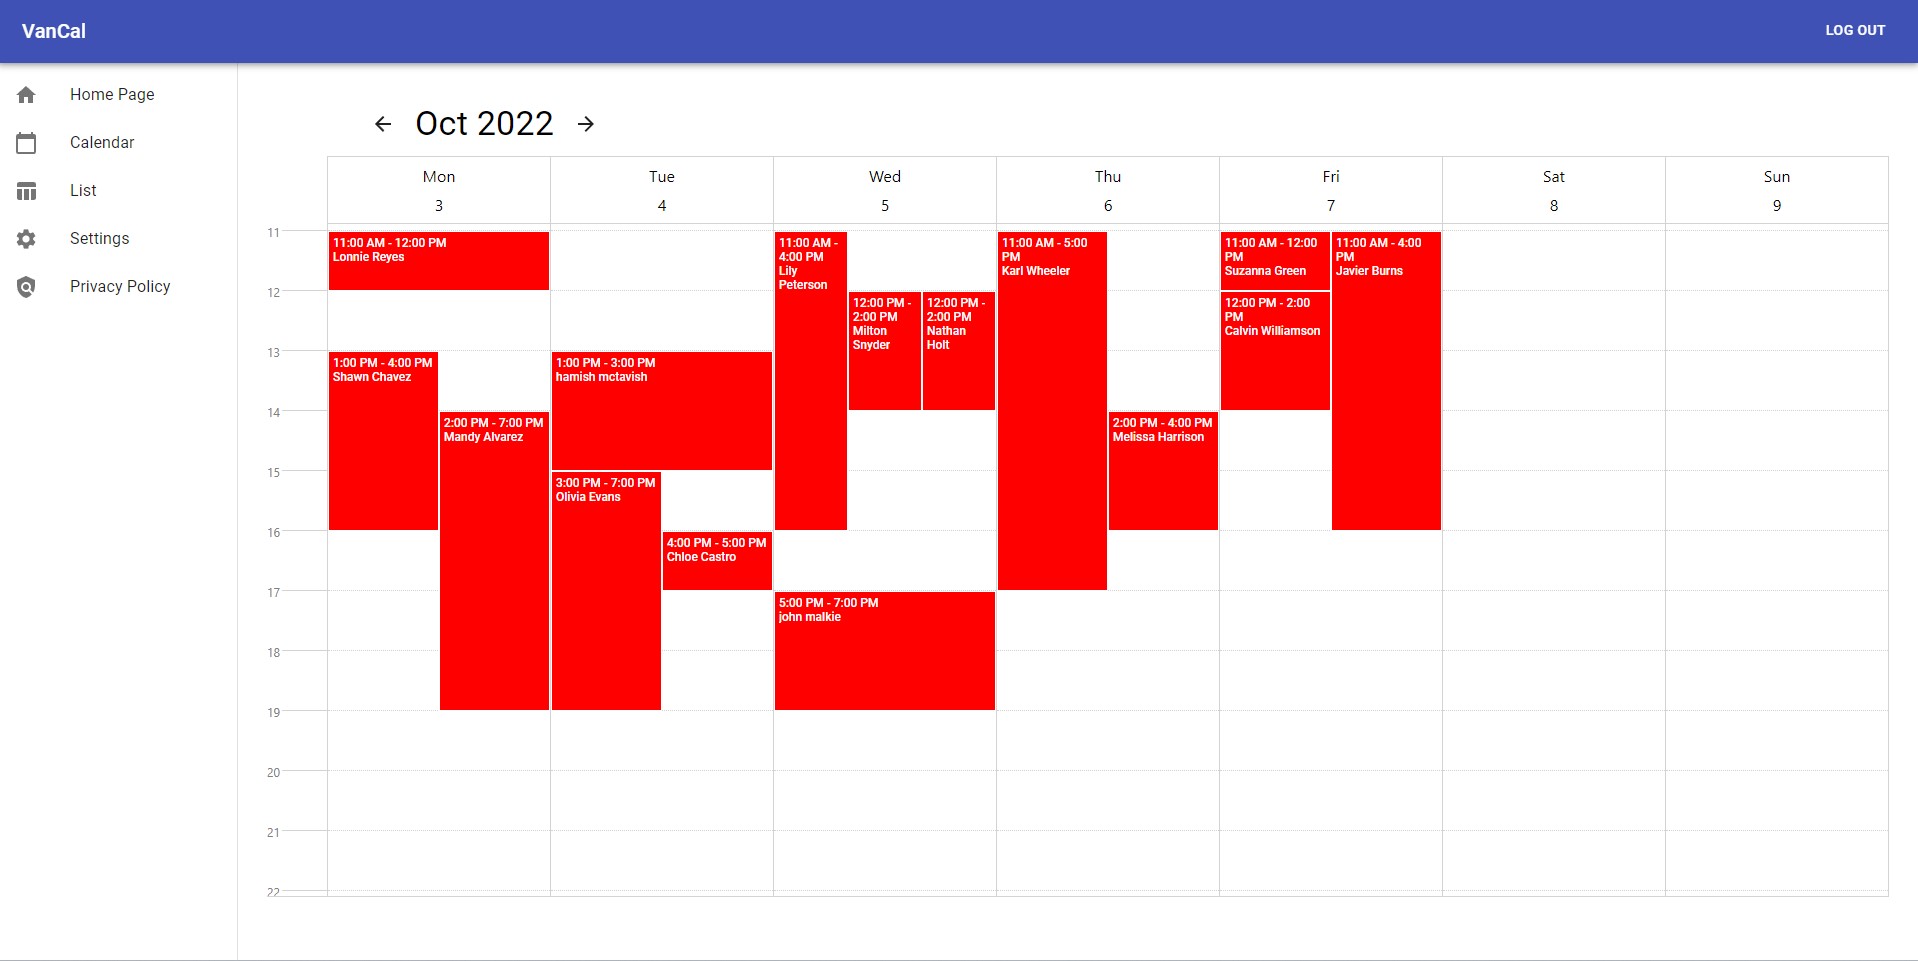 VanCal
LOG OUT
Home Page
Calendar
List
Settings
Privacy Policy
Oct 2022
Mon
Tue
Wed
Thu
Fri
Sat
Sun
3
4
5
6
7
8
9
11
12
13
14
15
16
17
18
19
20
21
22
11:00 AM - 12:00 PM
Lonnie Reyes
1:00 PM - 4:00 PM
Shawn Chavez
2:00 PM - 7:00 PM
Mandy Alvarez
1:00 PM - 3:00 PM
hamish mctavish
3:00 PM - 7:00 PM
Olivia Evans
4:00 PM - 5:00 PM
Chloe Castro
11:00 AM -
4:00 PM
Lily
Peterson
12:00 PM -
2:00 PM
Milton
Snyder
12:00 PM -
2:00 PM
Nathan
Holt
5:00 PM - 7:00 PM
john malkie
11:00 AM - 5:00
PM
Karl Wheeler
2:00 PM - 4:00 PM
Melissa Harrison
11:00 AM - 12:00
PM
Suzanna Green
12:00 PM - 2:00
PM
Calvin Williamson
11:00 AM - 4:00
PM
Javier Burns